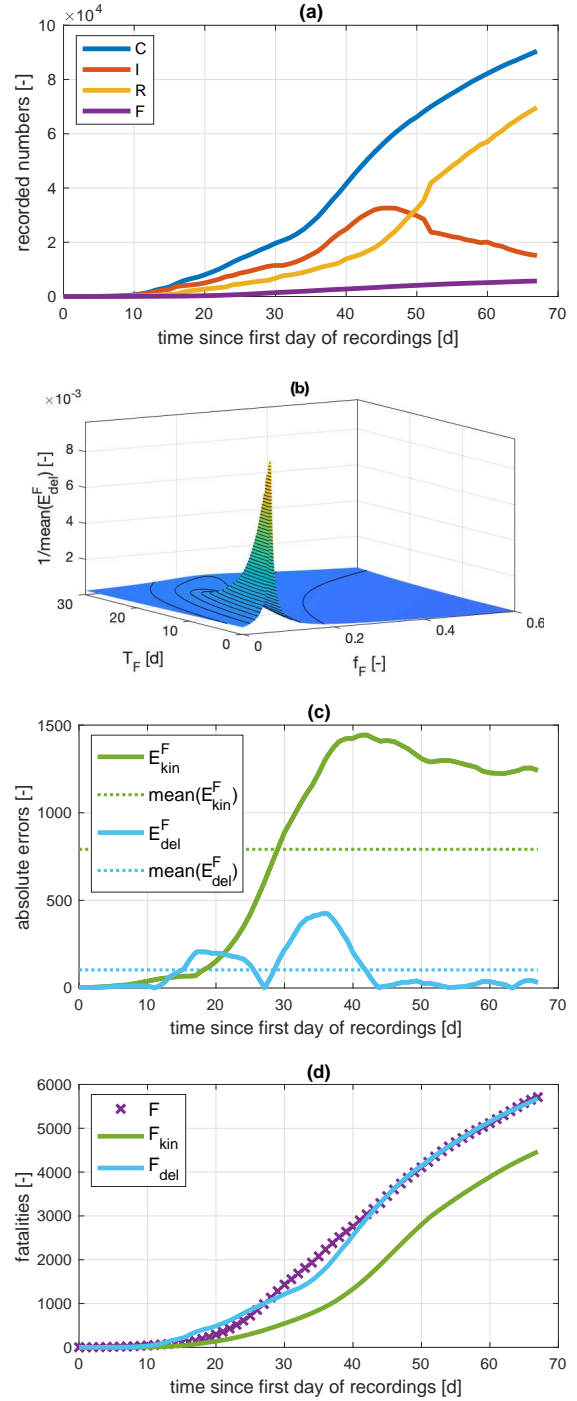 (a)
×10⁴
10
8
6
4
2
0
recorded numbers [-]
C
I
R
F
0 10 20 30 40 50 60 70
time since first day of recordings [d]
(b)
×10⁻³
8
6
4
2
1/mean(E^F_del) [-]
30
20
10
0
T_F [d]
0
0.2
0.4
0.6
f_F [-]
(c)
1500
1000
500
0
absolute errors [-]
E^F_kin
mean(E^F_kin)
E^F_del
mean(E^F_del)
0 10 20 30 40 50 60 70
time since first day of recordings [d]
(d)
6000
5000
4000
3000
2000
1000
0
fatalities [-]
F
F_kin
F_del
0 10 20 30 40 50 60 70
time since first day of recordings [d]